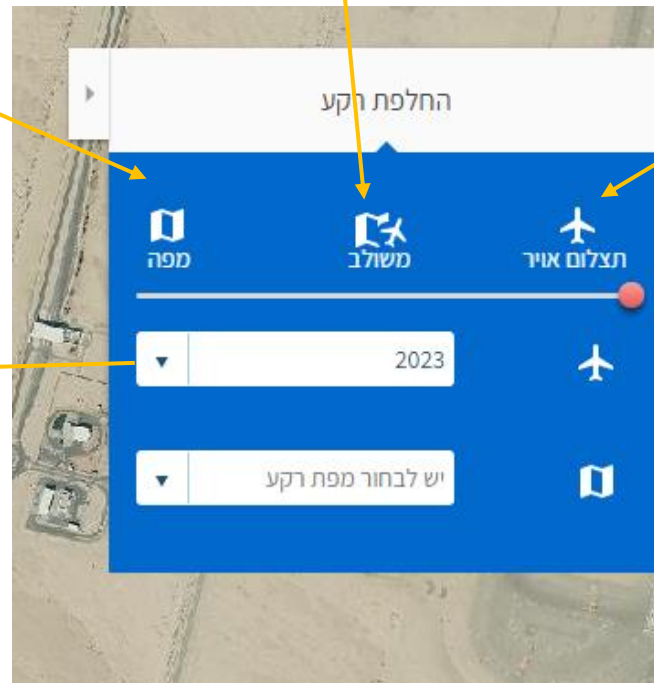 החלפת רקע
תצלום אויר משולב מפה
2023
יש לבחור מפת רקע